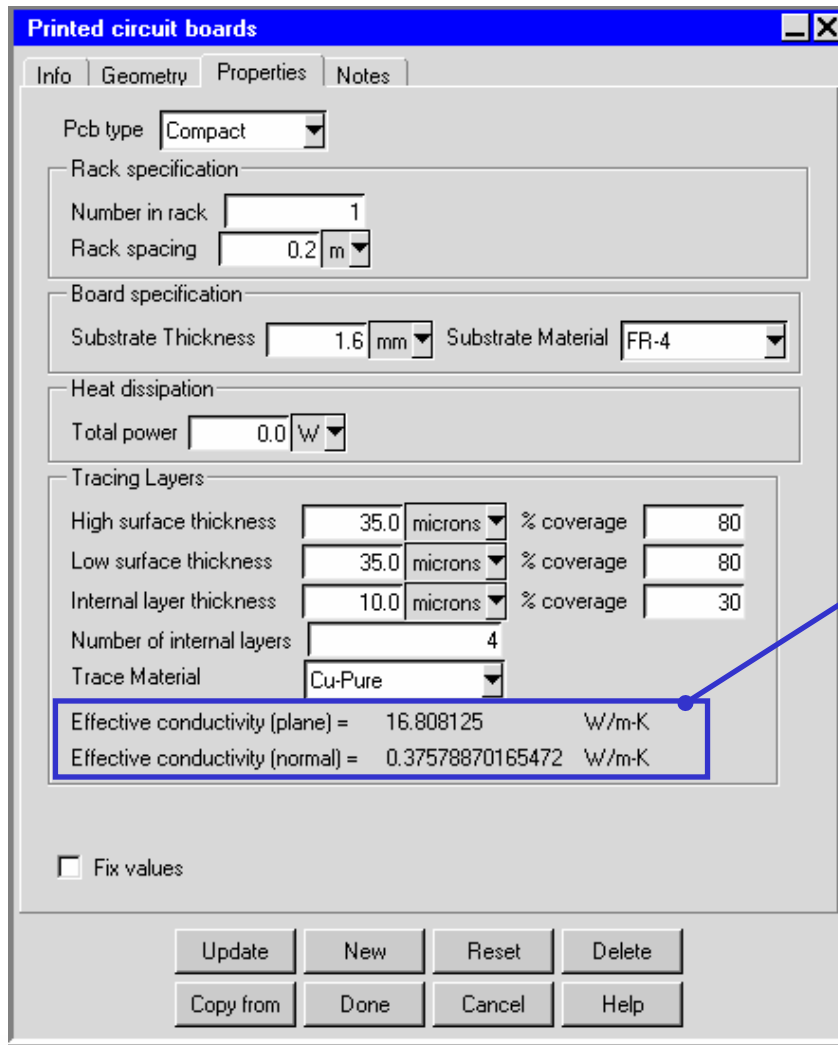 Printed circuit boards
Info Geometry Properties Notes
Pcb type Compact
Rack specification
Number in rack 1
Rack spacing 0.2 m
Board specification
Substrate Thickness 1.6 mm Substrate Material FR-4
Heat dissipation
Total power 0.0 W
Tracing Layers
High surface thickness 35.0 microns % coverage 80
Low surface thickness 35.0 microns % coverage 80
Internal layer thickness 10.0 microns % coverage 30
Number of internal layers 4
Trace Material Cu-Pure
Effective conductivity (plane) = 16.808125 W/m-K
Effective conductivity (normal) = 0.37578870165472 W/m-K
Fix values
Update New Reset Delete
Copy from Done Cancel Help